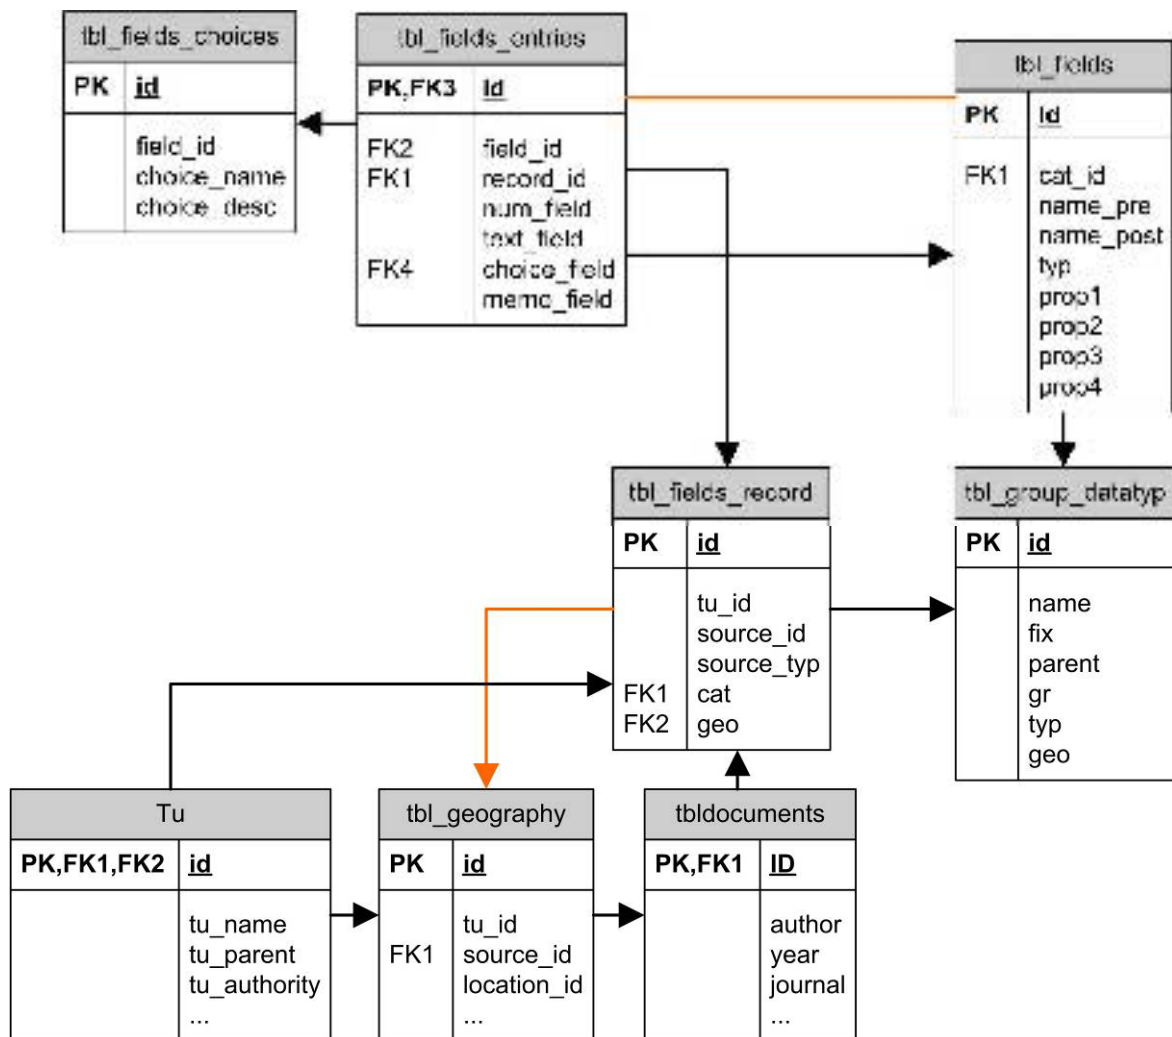 tbl_fields_choices
PK id
field_id
choice_name
choice_desc
tbl_fields_entries
PK,FK3 Id
FK2 field_id
FK1 record_id
num_field
text_field
FK4 choice_field
memo_field
tbl_fields
PK Id
FK1 cat_id
name_pre
name_post
typ
prop1
prop2
prop3
prop4
tbl_fields_record
PK id
tu_id
source_id
source_typ
FK1 cat
FK2 geo
tbl_group_datatyp
PK id
name
fix
parent
gr
typ
geo
Tu
PK,FK1,FK2 id
tu_name
tu_parent
tu_authority
...
tbl_geography
PK id
tu_id
FK1 source_id
location_id
...
tbldocuments
PK,FK1 ID
author
year
journal
...